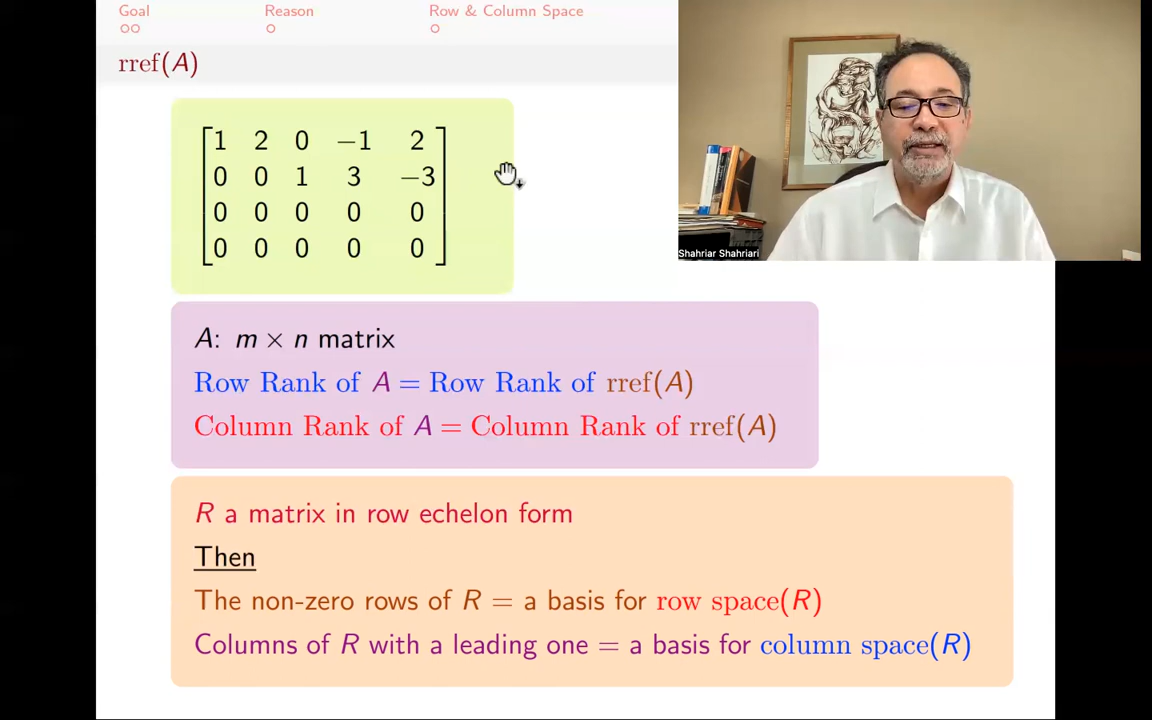 Goal Reason Row & Column Space
rref(A)
1 2 0 −1 2
0 0 1 3 −3
0 0 0 0 0
0 0 0 0 0
Shahriar Shahriari
A: m × n matrix
Row Rank of A = Row Rank of rref(A)
Column Rank of A = Column Rank of rref(A)
R a matrix in row echelon form
Then
The non-zero rows of R = a basis for row space(R)
Columns of R with a leading one = a basis for column space(R)